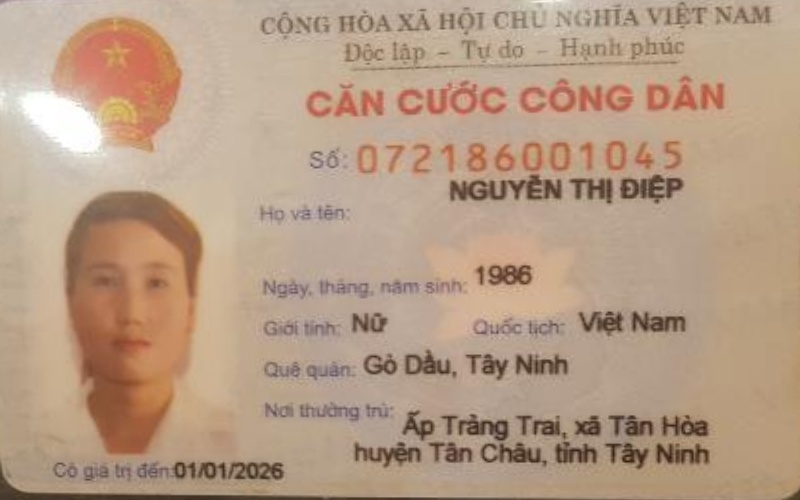 CỘNG HÒA XÃ HỘI CHỦ NGHĨA VIỆT NAM
Độc lập – Tự do – Hạnh phúc
CĂN CƯỚC CÔNG DÂN
Số: 072186001045
Họ và tên: NGUYỄN THỊ ĐIỆP
Ngày, tháng, năm sinh: 1986
Giới tính: Nữ Quốc tịch: Việt Nam
Quê quán: Gò Dầu, Tây Ninh
Nơi thường trú: Ấp Tràng Trai, xã Tân Hòa
huyện Tân Châu, tỉnh Tây Ninh
Có giá trị đến: 01/01/2026